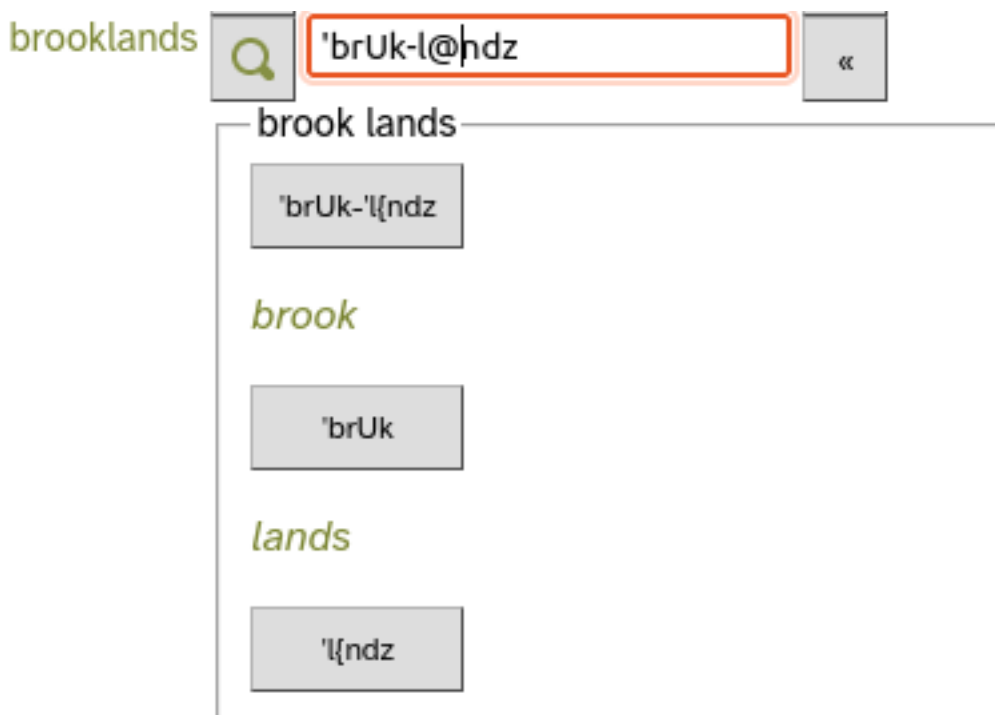 brooklands 'brUk-l@ndz «
brook lands
'brUk-'l{ndz
brook
'brUk
lands
'l{ndz